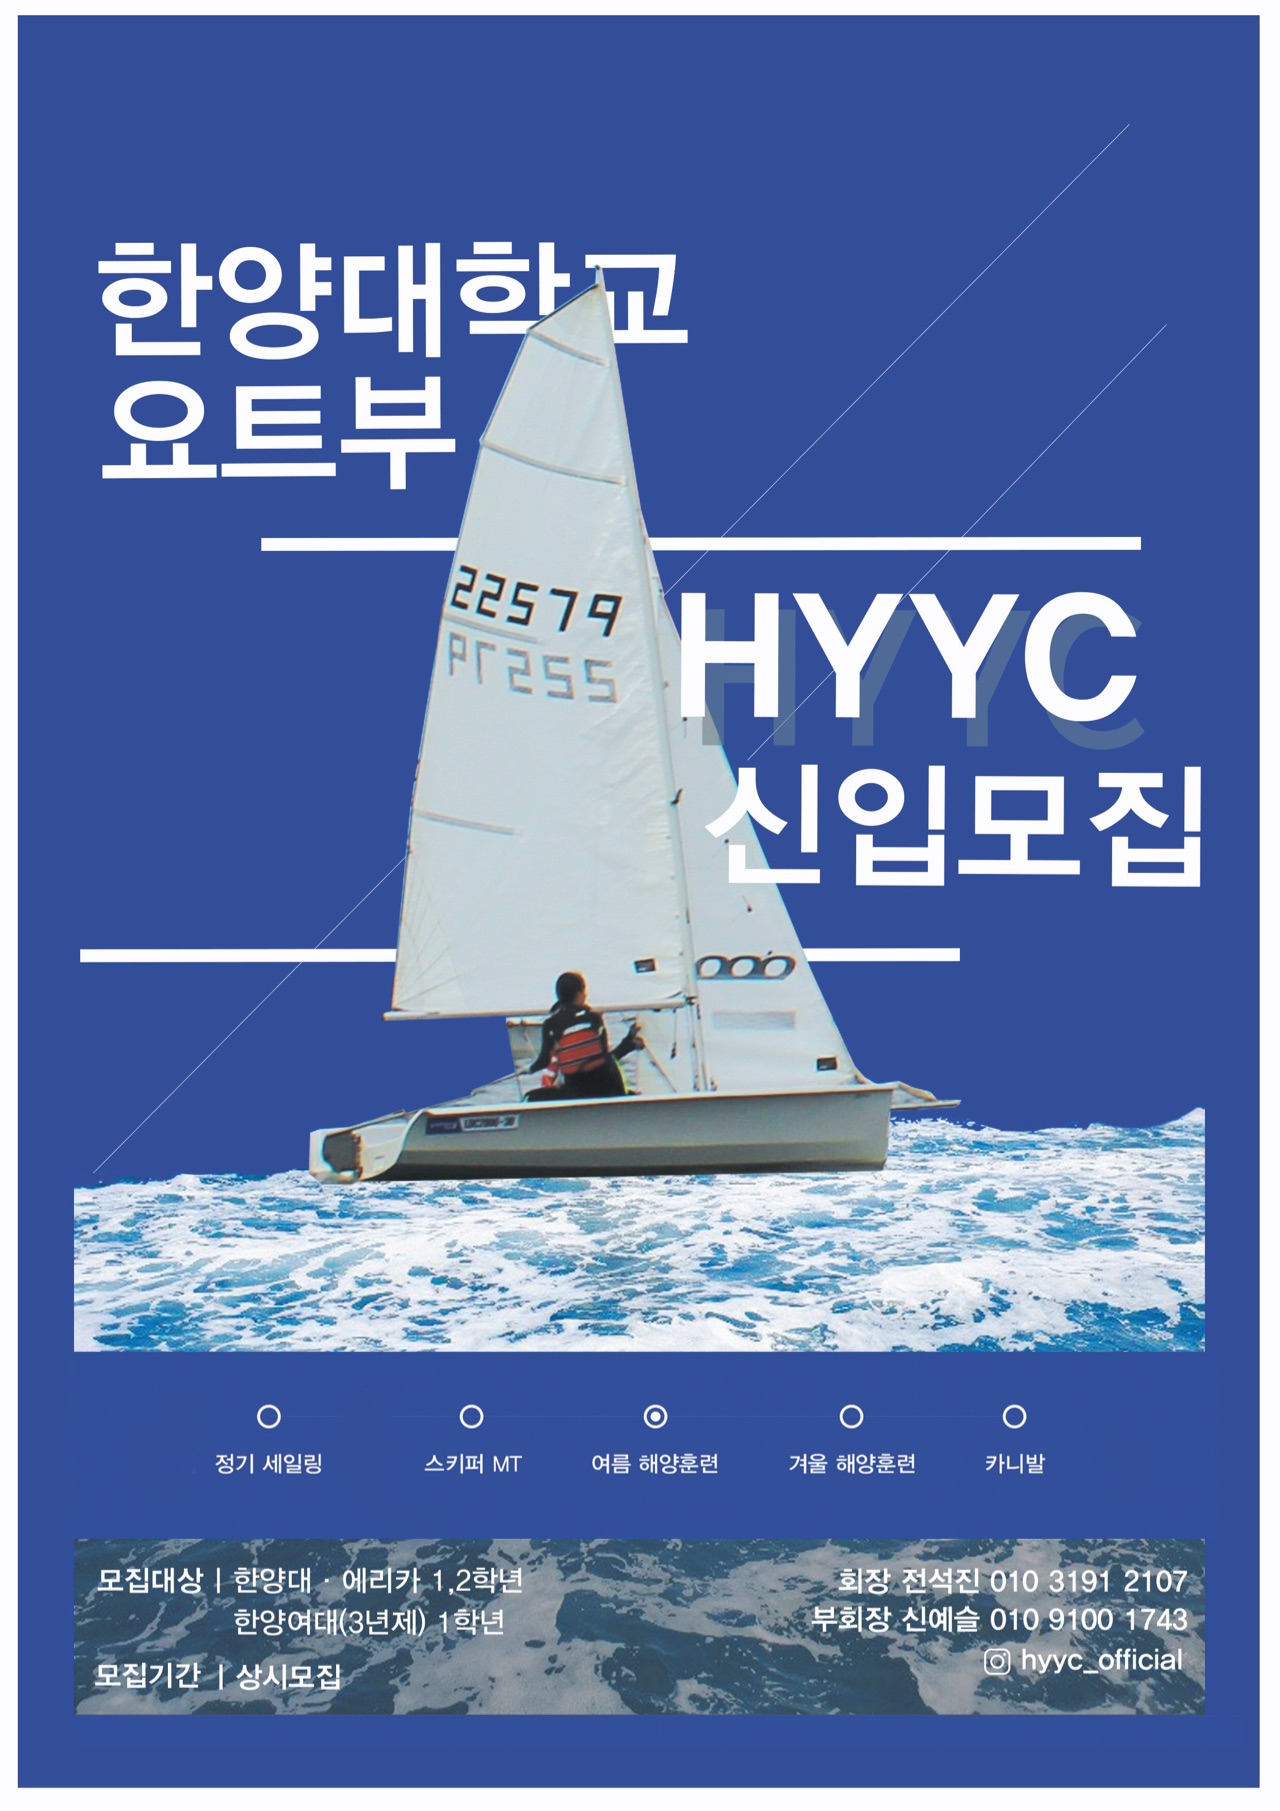 한양대학교
요트부
22579
HYYC
신입모집
정기 세일링
스키퍼 MT
여름 해양훈련
겨울 해양훈련
카니발
모집대상 | 한양대 · 에리카 1,2학년
한양여대(3년제) 1학년
모집기간 | 상시모집
회장 전석진 010 3191 2107
부회장 신예슬 010 9100 1743
hyyc_official